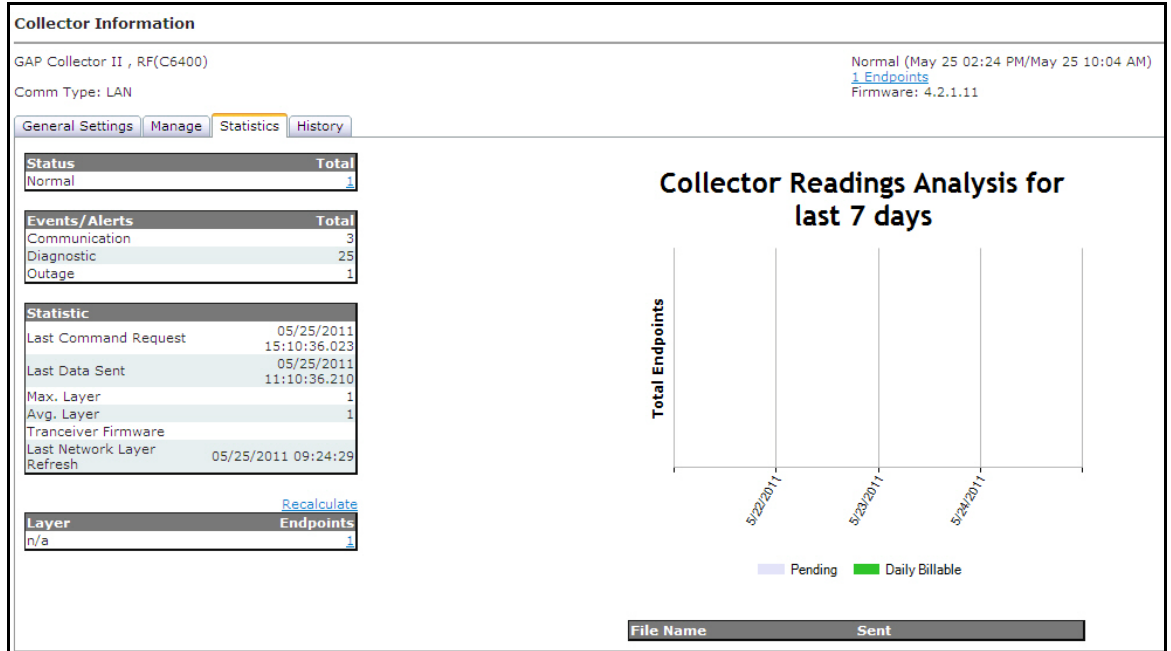 Collector Information
GAP Collector II , RF(C6400)
Normal (May 25 02:24 PM/May 25 10:04 AM)
1 Endpoints
Comm Type: LAN
Firmware: 4.2.1.11
General Settings Manage Statistics History
Status Total
Normal 1
Events/Alerts Total
Communication 3
Diagnostic 25
Outage 1
Statistic
Last Command Request 05/25/2011
15:10:36.023
Last Data Sent 05/25/2011
11:10:36.210
Max. Layer 1
Avg. Layer 1
Tranceiver Firmware
Last Network Layer
Refresh 05/25/2011 09:24:29
Recalculate
Layer Endpoints
n/a 1
Collector Readings Analysis for
last 7 days
Total Endpoints
5/22/2011 5/23/2011 5/24/2011
Pending Daily Billable
File Name Sent